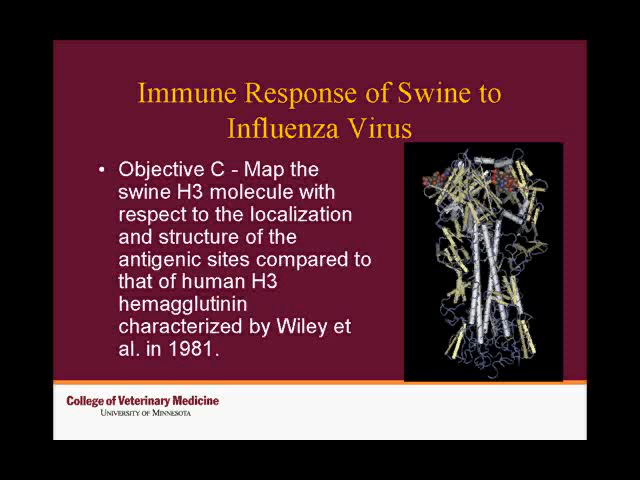 Immune Response of Swine to
Influenza Virus
• Objective C - Map the
swine H3 molecule with
respect to the localization
and structure of the
antigenic sites compared to
that of human H3
hemagglutinin
characterized by Wiley et
al. in 1981.
College of Veterinary Medicine
UNIVERSITY OF MINNESOTA